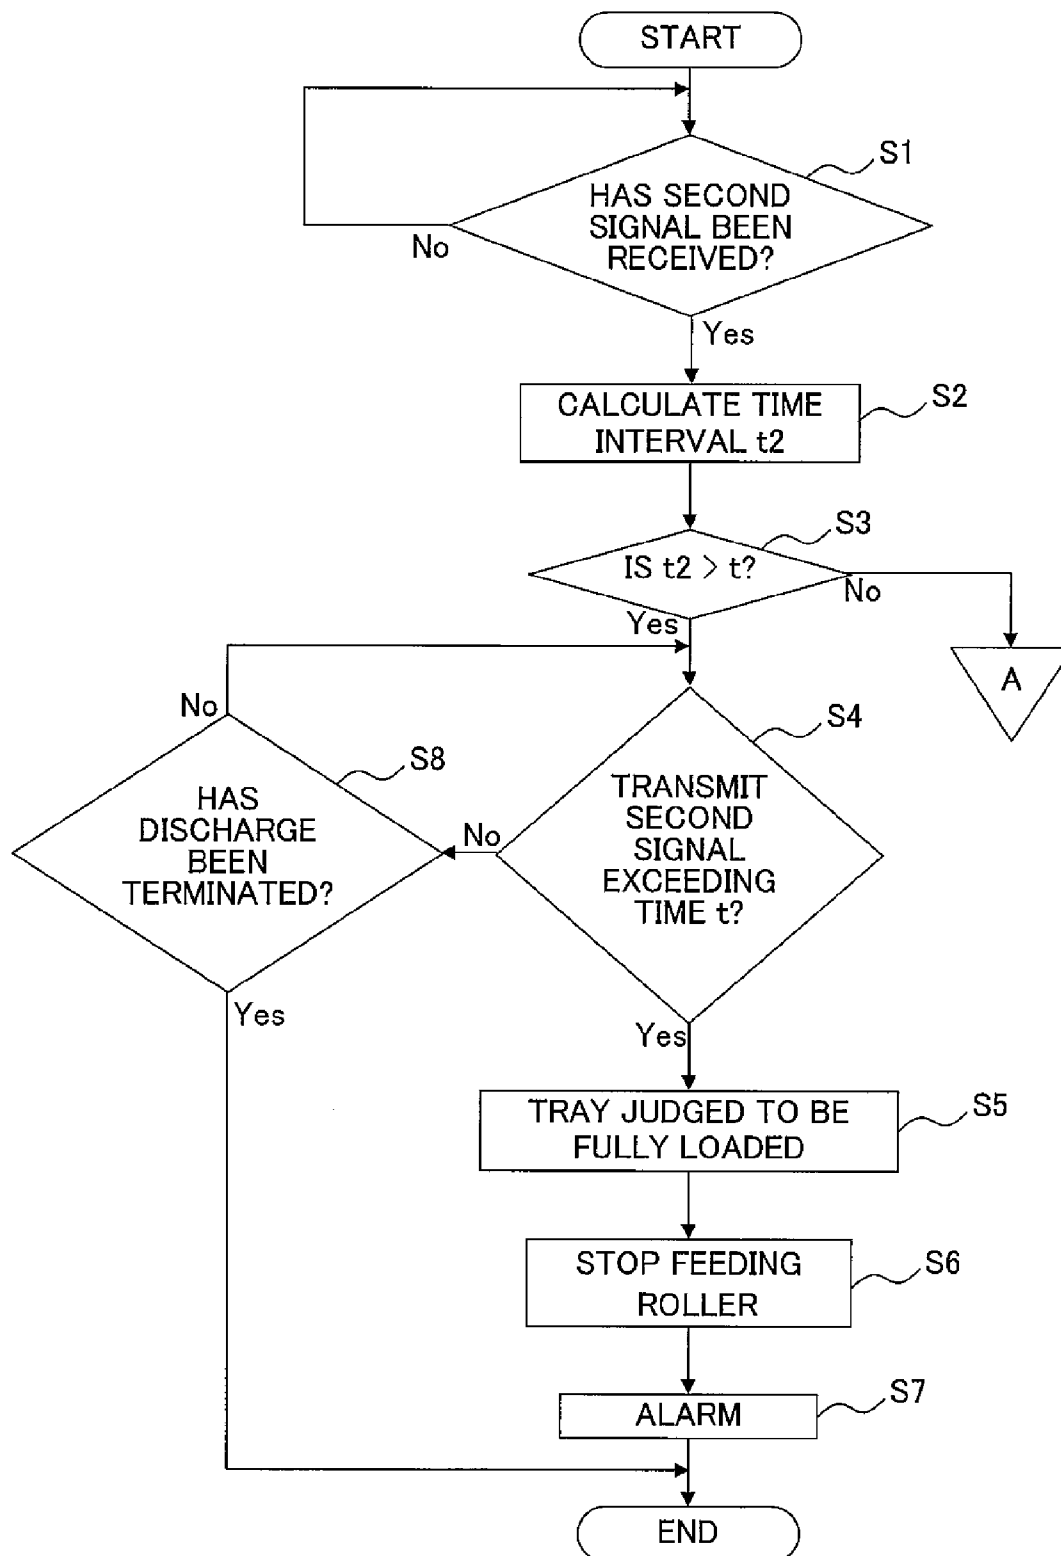 START
S1
HAS SECOND
SIGNAL BEEN
RECEIVED?
No
Yes
S2
CALCULATE TIME
INTERVAL t2
S3
IS t2 > t?
No
Yes
A
No
S4
S8
TRANSMIT
SECOND
SIGNAL
EXCEEDING
TIME t?
HAS
DISCHARGE
BEEN
TERMINATED?
No
Yes
Yes
S5
TRAY JUDGED TO BE
FULLY LOADED
S6
STOP FEEDING
ROLLER
S7
ALARM
END